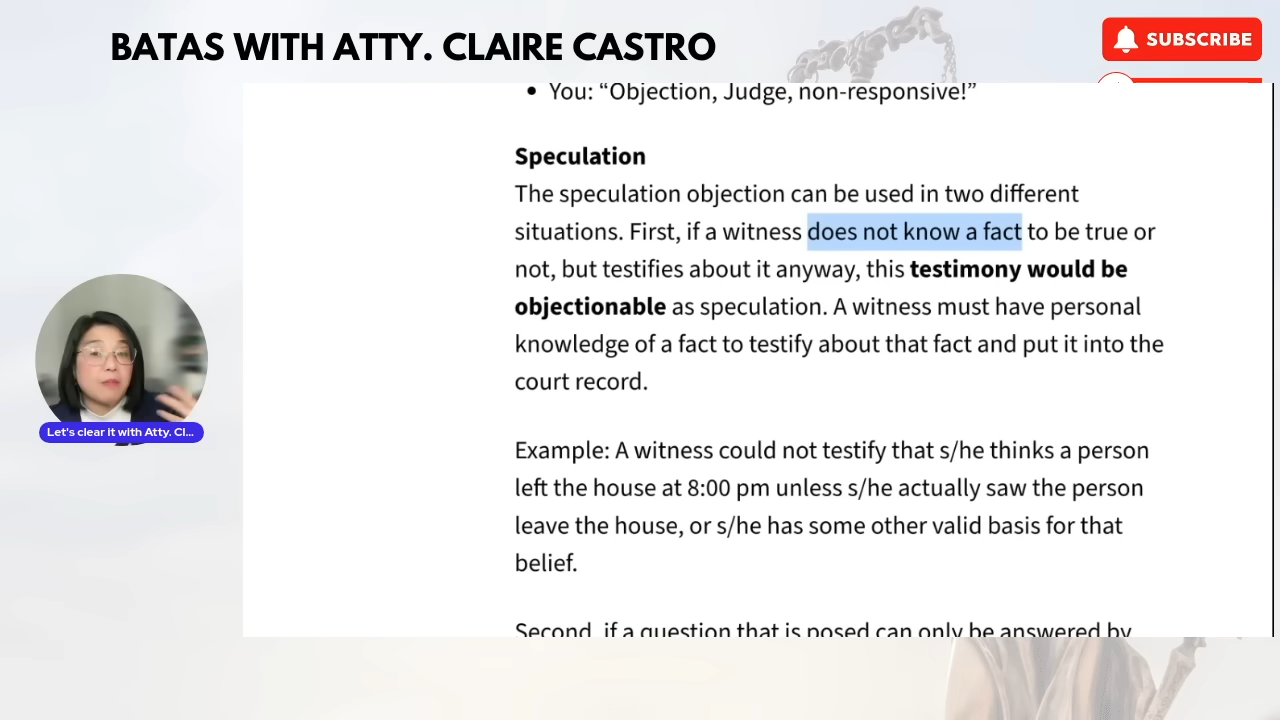 BATAS WITH ATTY. CLAIRE CASTRO
SUBSCRIBE
• You: “Objection, Judge, non-responsive!”
Speculation
The speculation objection can be used in two different
situations. First, if a witness does not know a fact to be true or
not, but testifies about it anyway, this testimony would be
objectionable as speculation. A witness must have personal
knowledge of a fact to testify about that fact and put it into the
court record.
Example: A witness could not testify that s/he thinks a person
left the house at 8:00 pm unless s/he actually saw the person
leave the house, or s/he has some other valid basis for that
belief.
Second, if a question that is posed can only be answered by
Let's clear it with Atty. Cl...